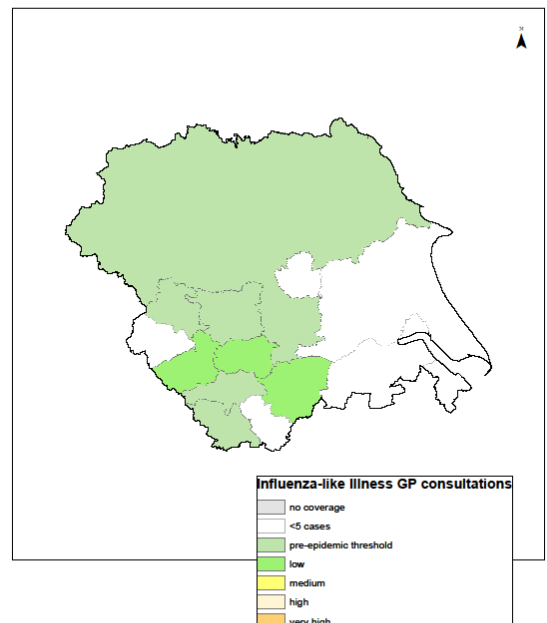 N
Influenza-like Illness GP consultations
no coverage
<5 cases
pre-epidemic threshold
low
medium
high
very high